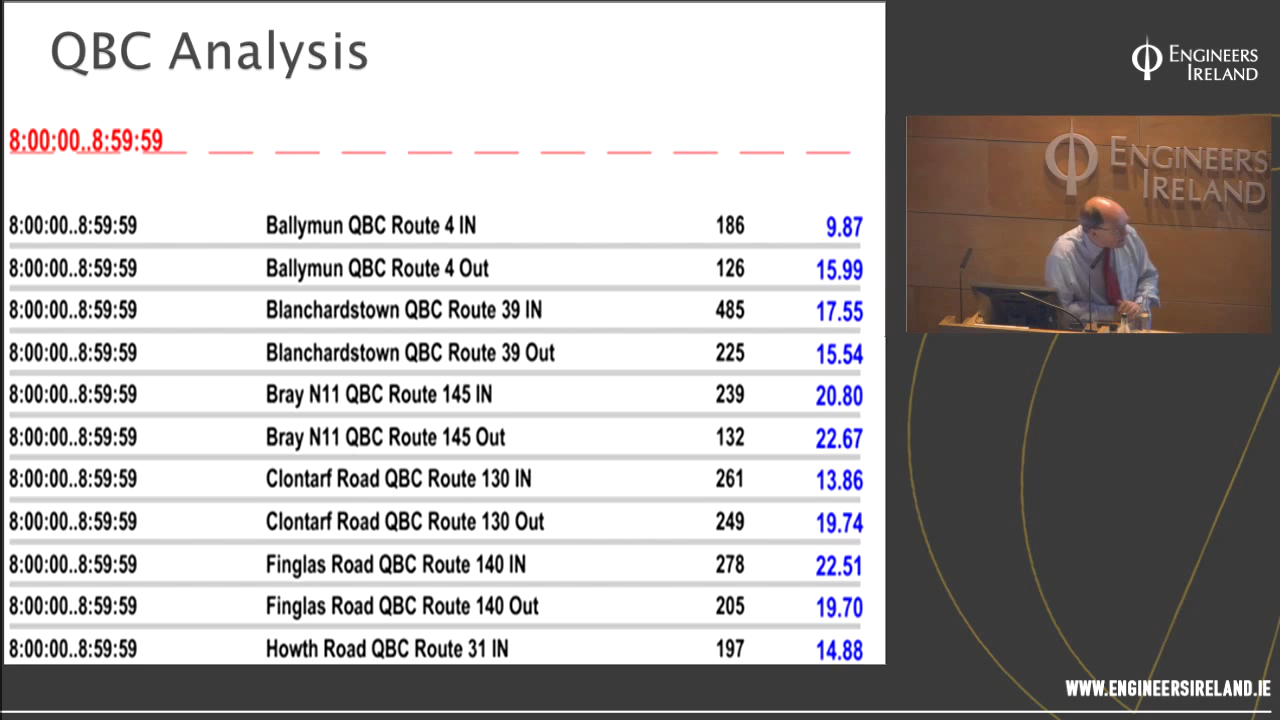 QBC Analysis
8:00:00..8:59:59
8:00:00..8:59:59 Ballymun QBC Route 4 IN 186 9.87
8:00:00..8:59:59 Ballymun QBC Route 4 Out 126 15.99
8:00:00..8:59:59 Blanchardstown QBC Route 39 IN 485 17.55
8:00:00..8:59:59 Blanchardstown QBC Route 39 Out 225 15.54
8:00:00..8:59:59 Bray N11 QBC Route 145 IN 239 20.80
8:00:00..8:59:59 Bray N11 QBC Route 145 Out 132 22.67
8:00:00..8:59:59 Clontarf Road QBC Route 130 IN 261 13.86
8:00:00..8:59:59 Clontarf Road QBC Route 130 Out 249 19.74
8:00:00..8:59:59 Finglas Road QBC Route 140 IN 278 22.51
8:00:00..8:59:59 Finglas Road QBC Route 140 Out 205 19.70
8:00:00..8:59:59 Howth Road QBC Route 31 IN 197 14.88
ENGINEERS
IRELAND
ENGINEERS
IRELAND
WWW.ENGINEERSIRELAND.IE